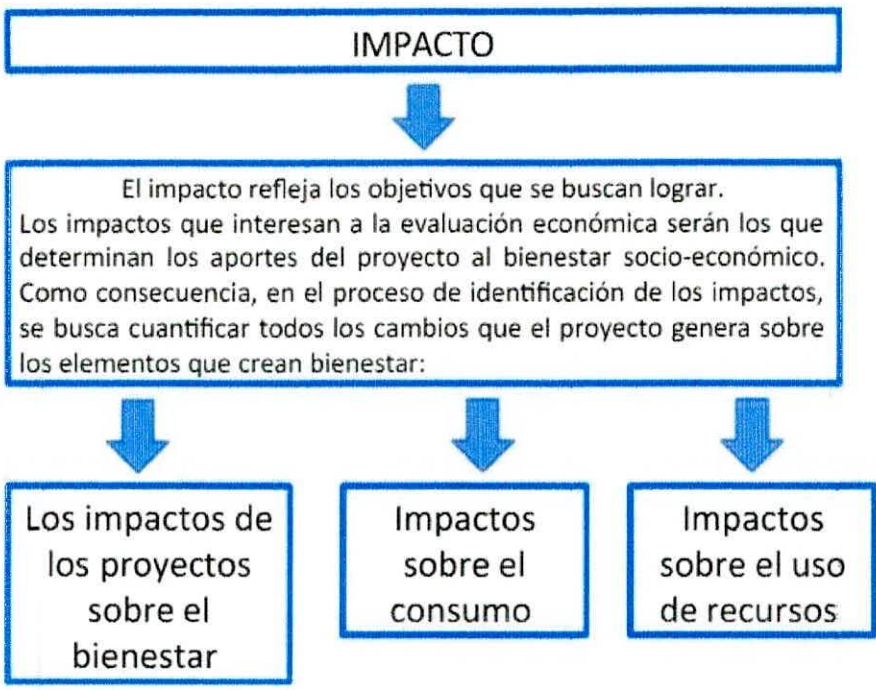 IMPACTO
El impacto refleja los objetivos que se buscan lograr.
Los impactos que interesan a la evaluación económica serán los que
determinan los aportes del proyecto al bienestar socio-económico.
Como consecuencia, en el proceso de identificación de los impactos,
se busca cuantificar todos los cambios que el proyecto genera sobre
los elementos que crean bienestar:
Los impactos de
los proyectos
sobre el
bienestar
Impactos
sobre el
consumo
Impactos
sobre el uso
de recursos